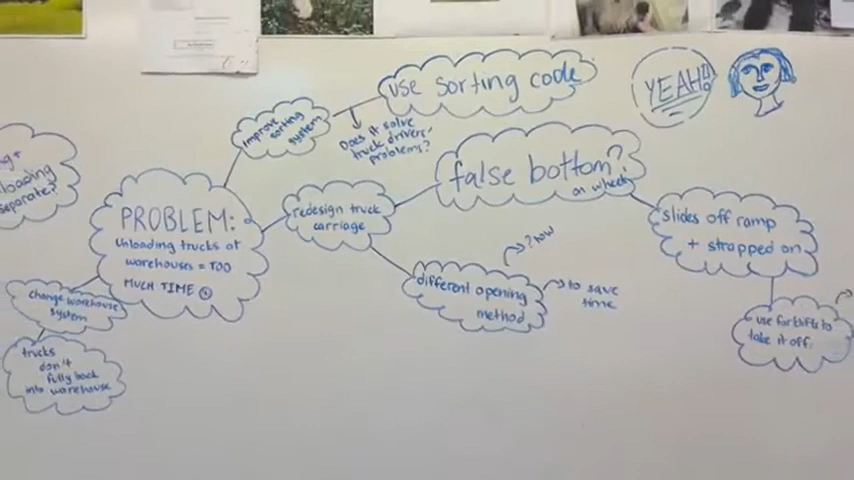 use sorting code
YEAH!!
Improve
sorting
system
Does it solve
truck drivers'
problems?
loading
separate?
PROBLEM:
Unloading trucks at
warehouses = TOO
MUCH TIME
redesign truck
carriage
false bottom?
on wheels
slides off ramp
+ strapped on
? how
different opening
method
to save
time
change warehouse
system
use forklifts to
take it off.
trucks
don't
fully back
into warehouse